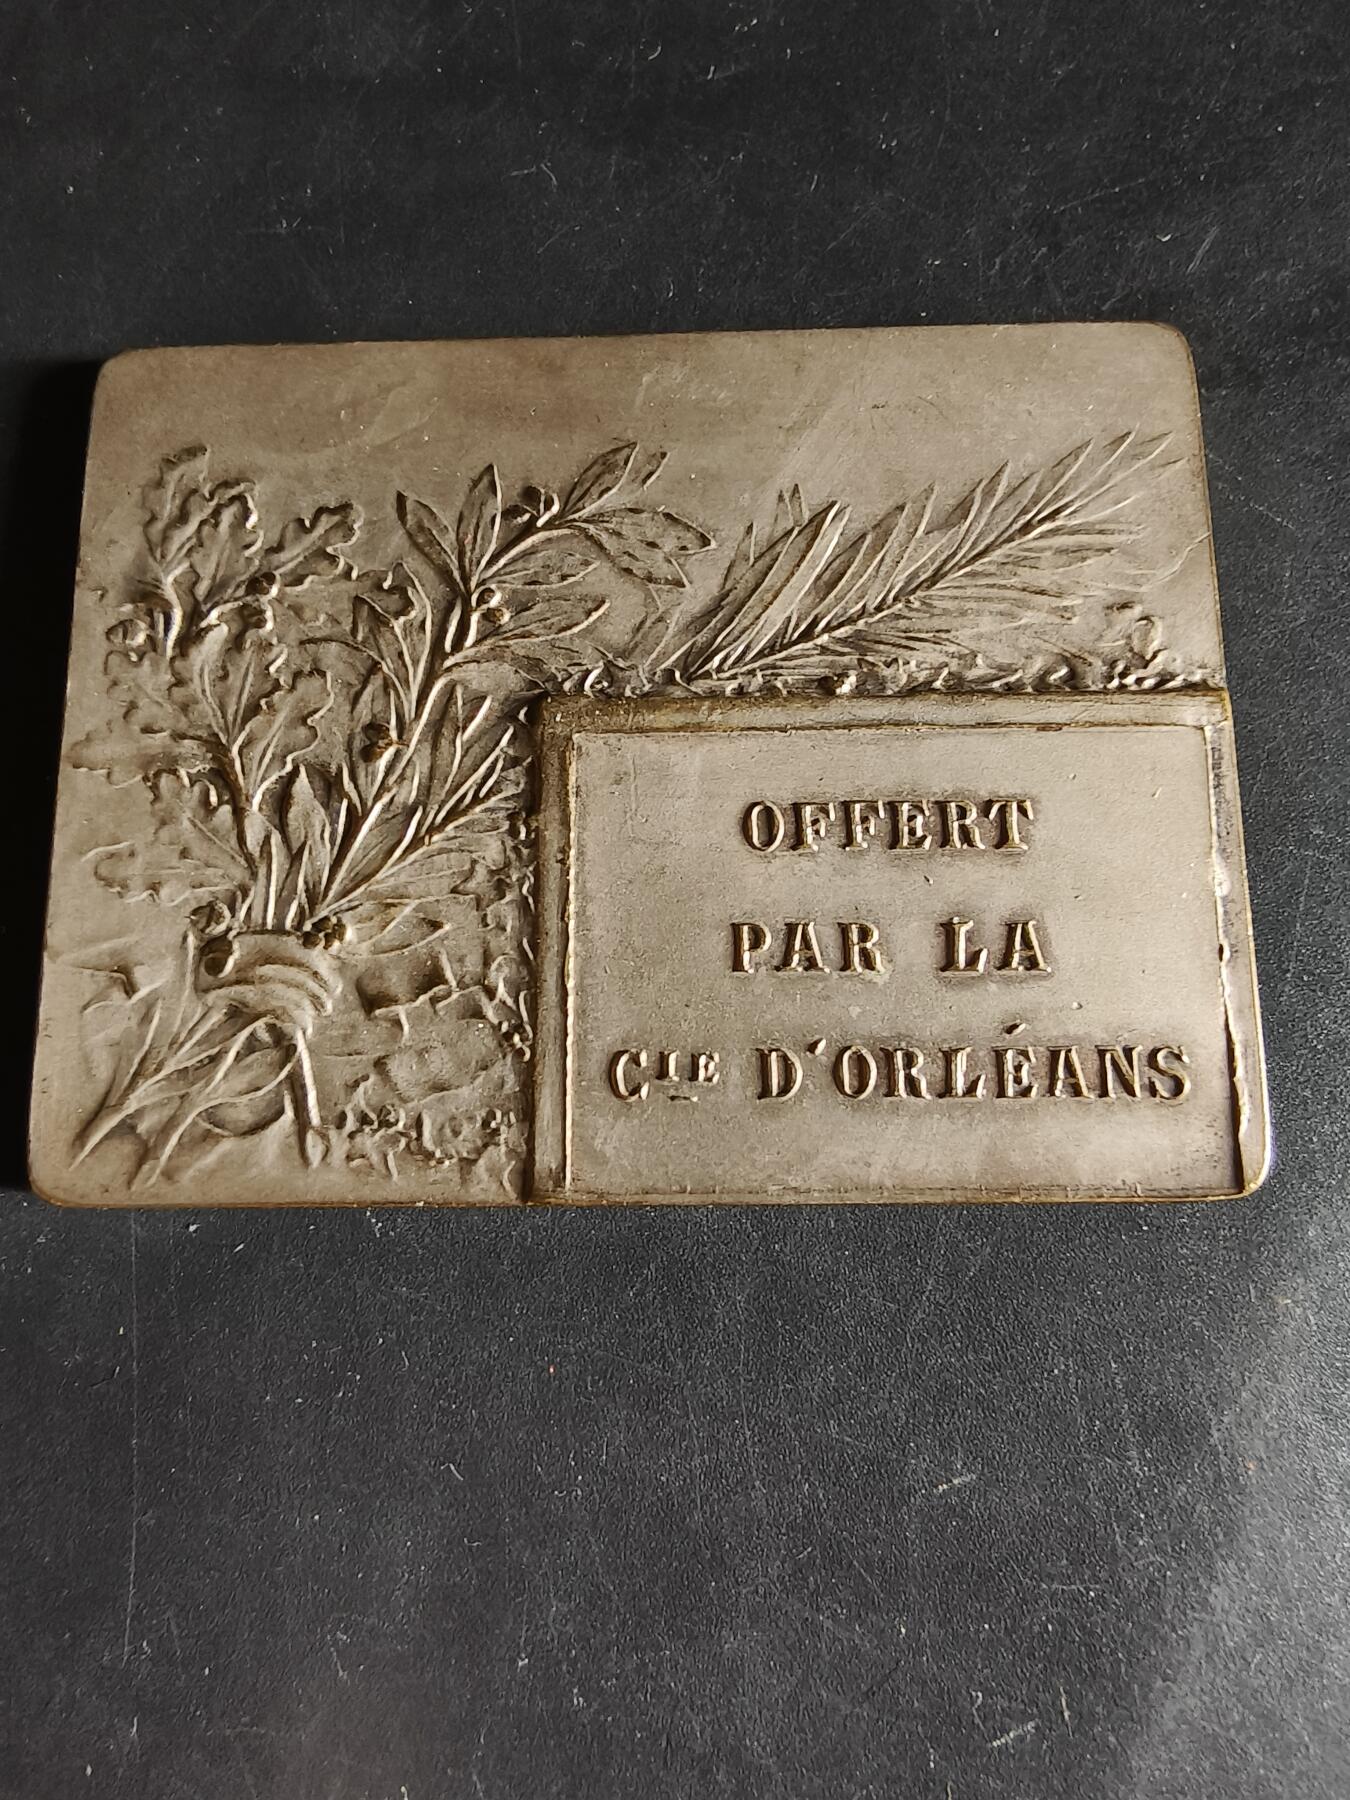 OFFERT
PAR LA
CIE D'ORLÉANS